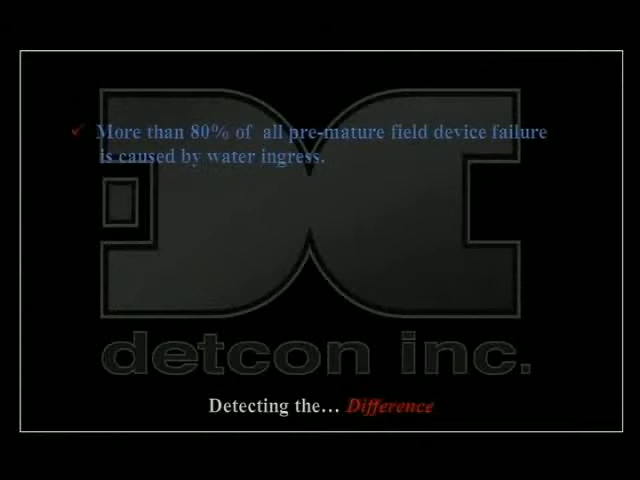 ✓ More than 80% of all pre-mature field device failure
is caused by water ingress.
detcon inc.
Detecting the… Difference